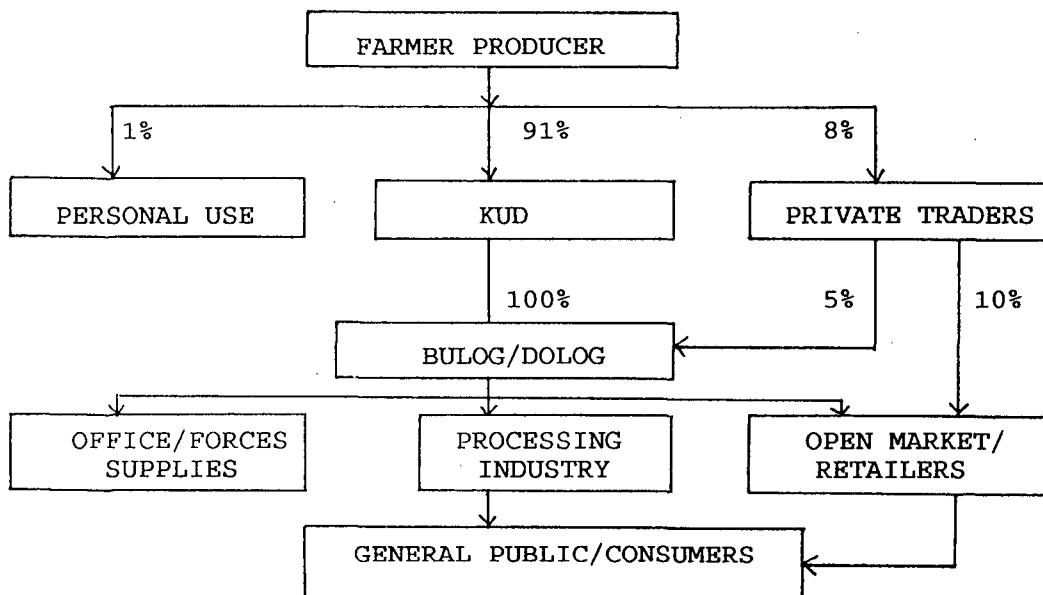 FARMER PRODUCER
1% 91% 8%
PERSONAL USE KUD PRIVATE TRADERS
100% 5% 10%
BULOG/DOLOG
OFFICE/FORCES PROCESSING OPEN MARKET/
SUPPLIES INDUSTRY RETAILERS
GENERAL PUBLIC/CONSUMERS